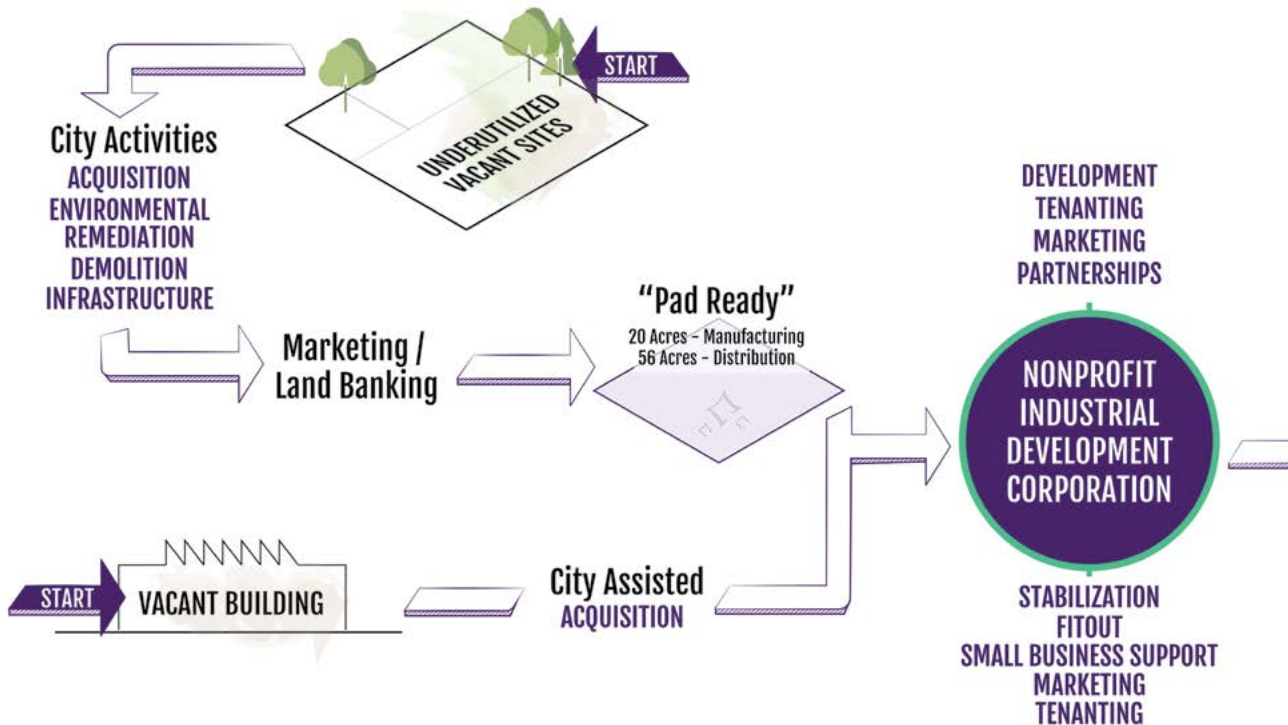 START
UNDERUTILIZED
VACANT SITES
City Activities
ACQUISITION
ENVIRONMENTAL
REMEDIATION
DEMOLITION
INFRASTRUCTURE
Marketing /
Land Banking
“Pad Ready”
20 Acres - Manufacturing
56 Acres - Distribution
START
VACANT BUILDING
City Assisted
ACQUISITION
DEVELOPMENT
TENANTING
MARKETING
PARTNERSHIPS
NONPROFIT
INDUSTRIAL
DEVELOPMENT
CORPORATION
STABILIZATION
FITOUT
SMALL BUSINESS SUPPORT
MARKETING
TENANTING